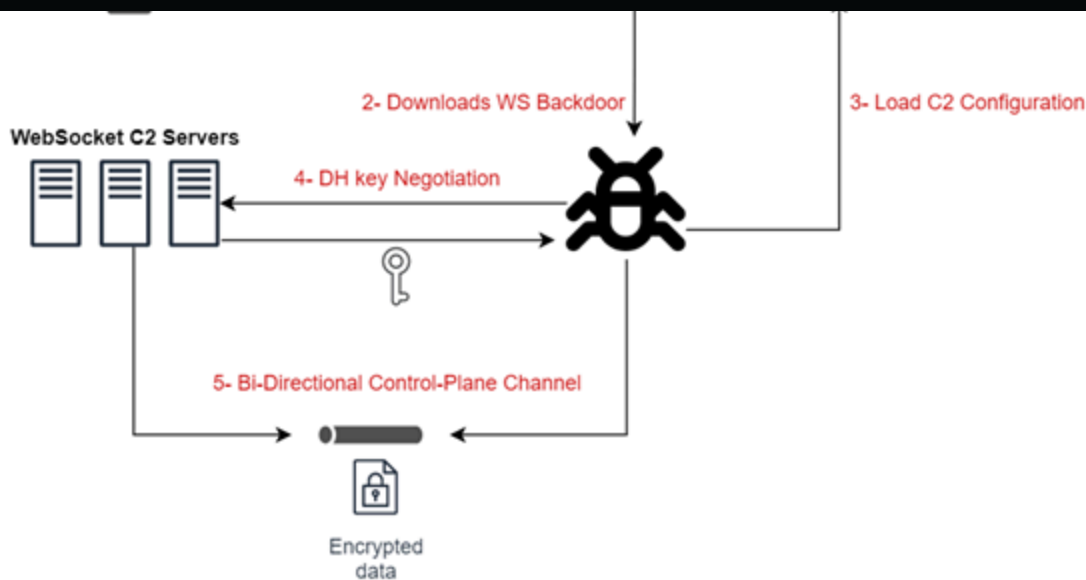 2- Downloads WS Backdoor
3- Load C2 Configuration
WebSocket C2 Servers
4- DH key Negotiation
5- Bi-Directional Control-Plane Channel
Encrypted
data